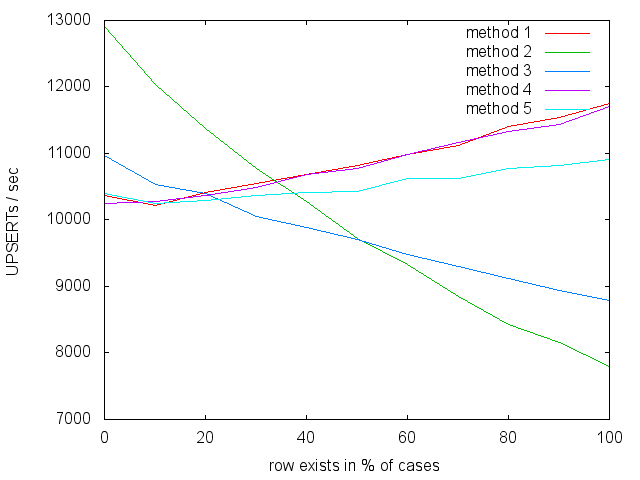 13000
12000
11000
10000
9000
8000
7000
UPSERTs / sec
method 1
method 2
method 3
method 4
method 5
0 20 40 60 80 100
row exists in % of cases